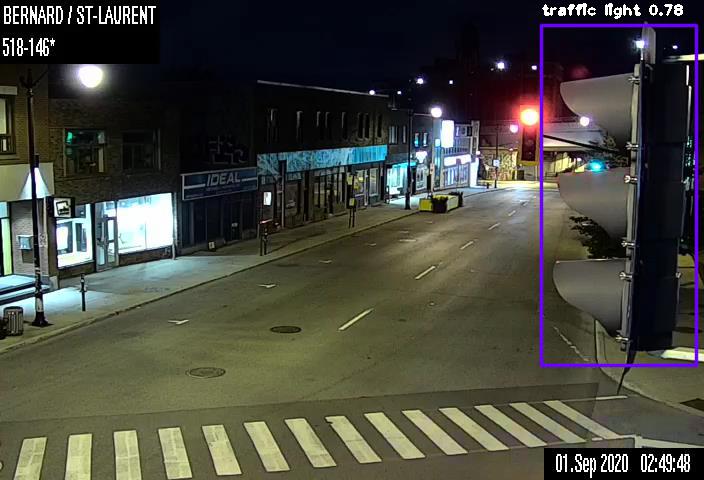 BERNARD / ST-LAURENT
518-146*
traffic light 0.78
IDEAL
01.Sep 2020 02:49:48